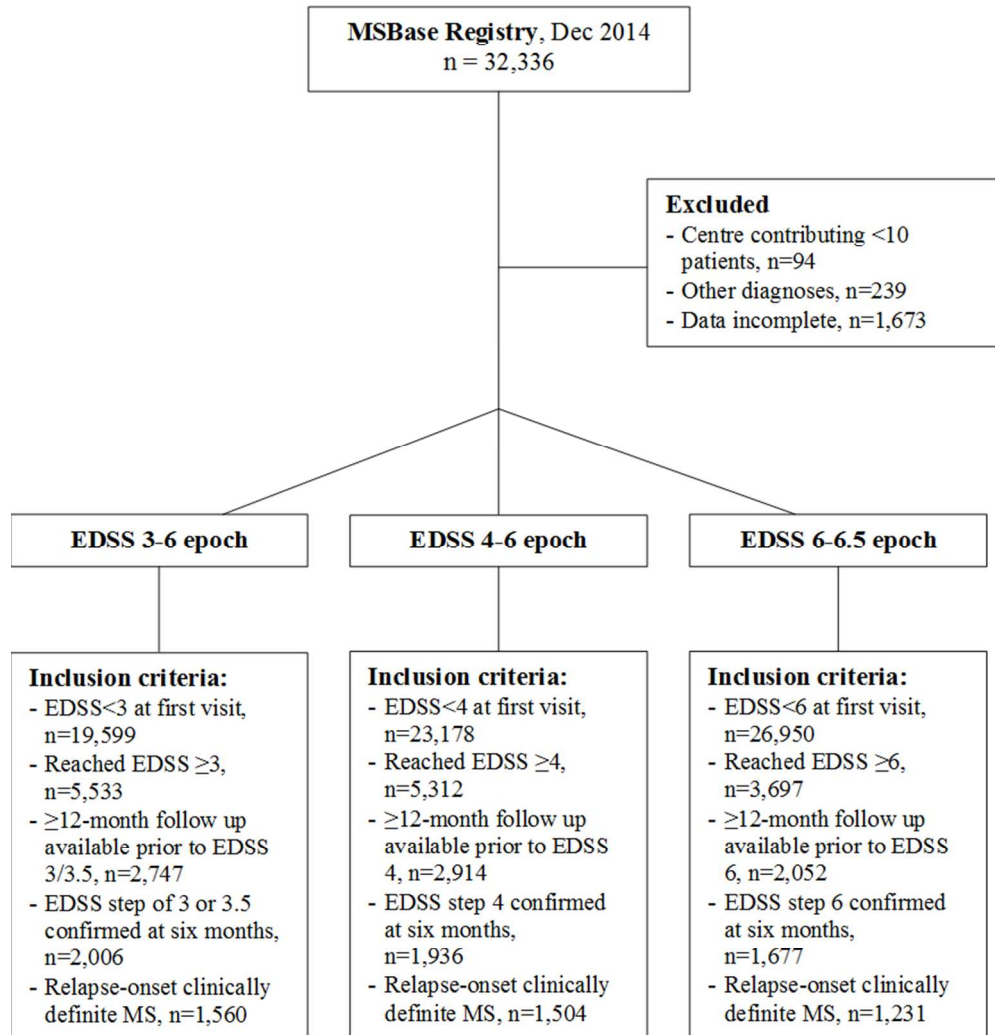 MSBase Registry, Dec 2014
n = 32,336
Excluded
- Centre contributing <10
patients, n=94
- Other diagnoses, n=239
- Data incomplete, n=1,673
EDSS 3-6 epoch
EDSS 4-6 epoch
EDSS 6-6.5 epoch
Inclusion criteria:
- EDSS<3 at first visit,
n=19,599
- Reached EDSS ≥3,
n=5,533
- ≥12-month follow up
available prior to EDSS
3/3.5, n=2,747
- EDSS step of 3 or 3.5
confirmed at six months,
n=2,006
- Relapse-onset clinically
definite MS, n=1,560
Inclusion criteria:
- EDSS<4 at first visit,
n=23,178
- Reached EDSS ≥4,
n=5,312
- ≥12-month follow up
available prior to EDSS
4, n=2,914
- EDSS step 4 confirmed
at six months,
n=1,936
- Relapse-onset clinically
definite MS, n=1,504
Inclusion criteria:
- EDSS<6 at first visit,
n=26,950
- Reached EDSS ≥6,
n=3,697
- ≥12-month follow up
available prior to EDSS
6, n=2,052
- EDSS step 6 confirmed
at six months,
n=1,677
- Relapse-onset clinically
definite MS, n=1,231